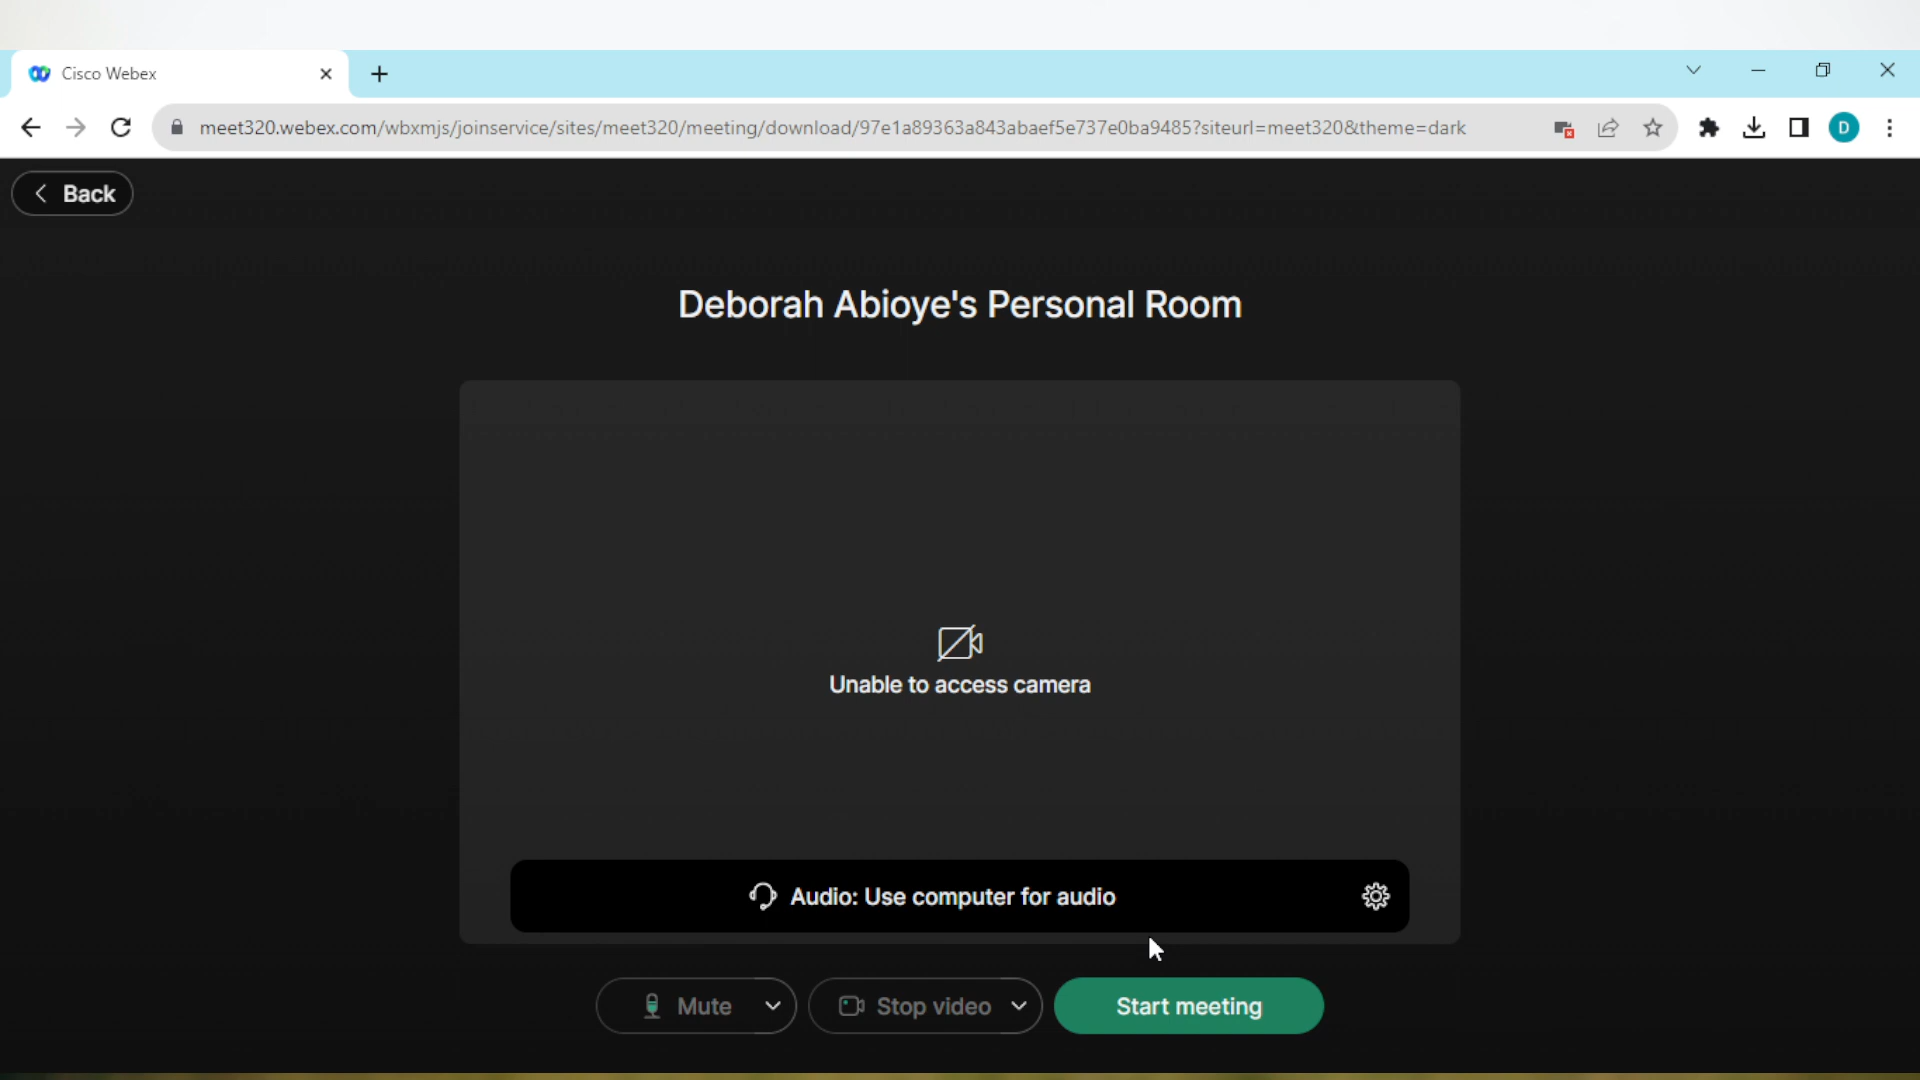 Cisco Webex
meet320.webex.com/wbxmjs/joinservice/sites/meet320/meeting/download/97e1a89363a843abaef5e737e0ba9485?siteurl=meet320&theme=dark
D
Back
Deborah Abioye's Personal Room
Unable to access camera
Audio: Use computer for audio
Mute
Stop video
Start meeting